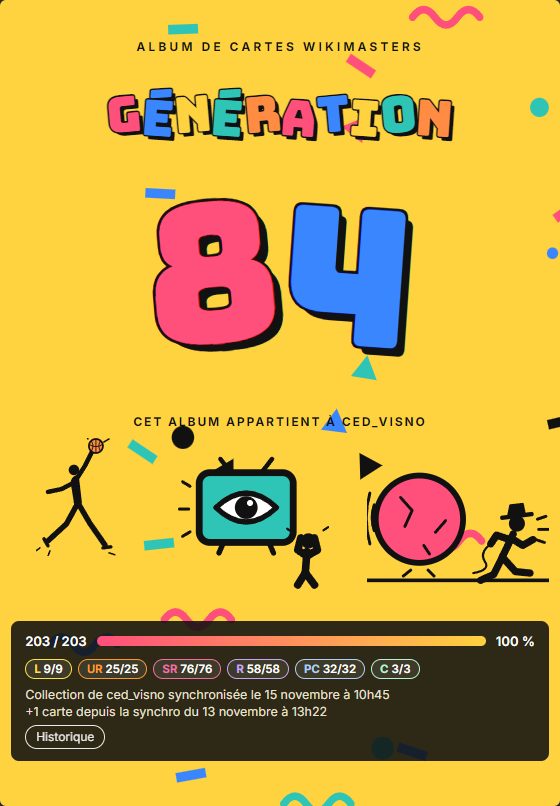 ALBUM DE CARTES WIKIMASTERS
GÉNÉRATION
84
CET ALBUM APPARTIENT À CED_VISNO
203 / 203 100 %
L 9/9 UR 25/25 SR 76/76 R 58/58 PC 32/32 C 3/3
Collection de ced_visno synchronisée le 15 novembre à 10h45
+1 carte depuis la synchro du 13 novembre à 13h22
Historique